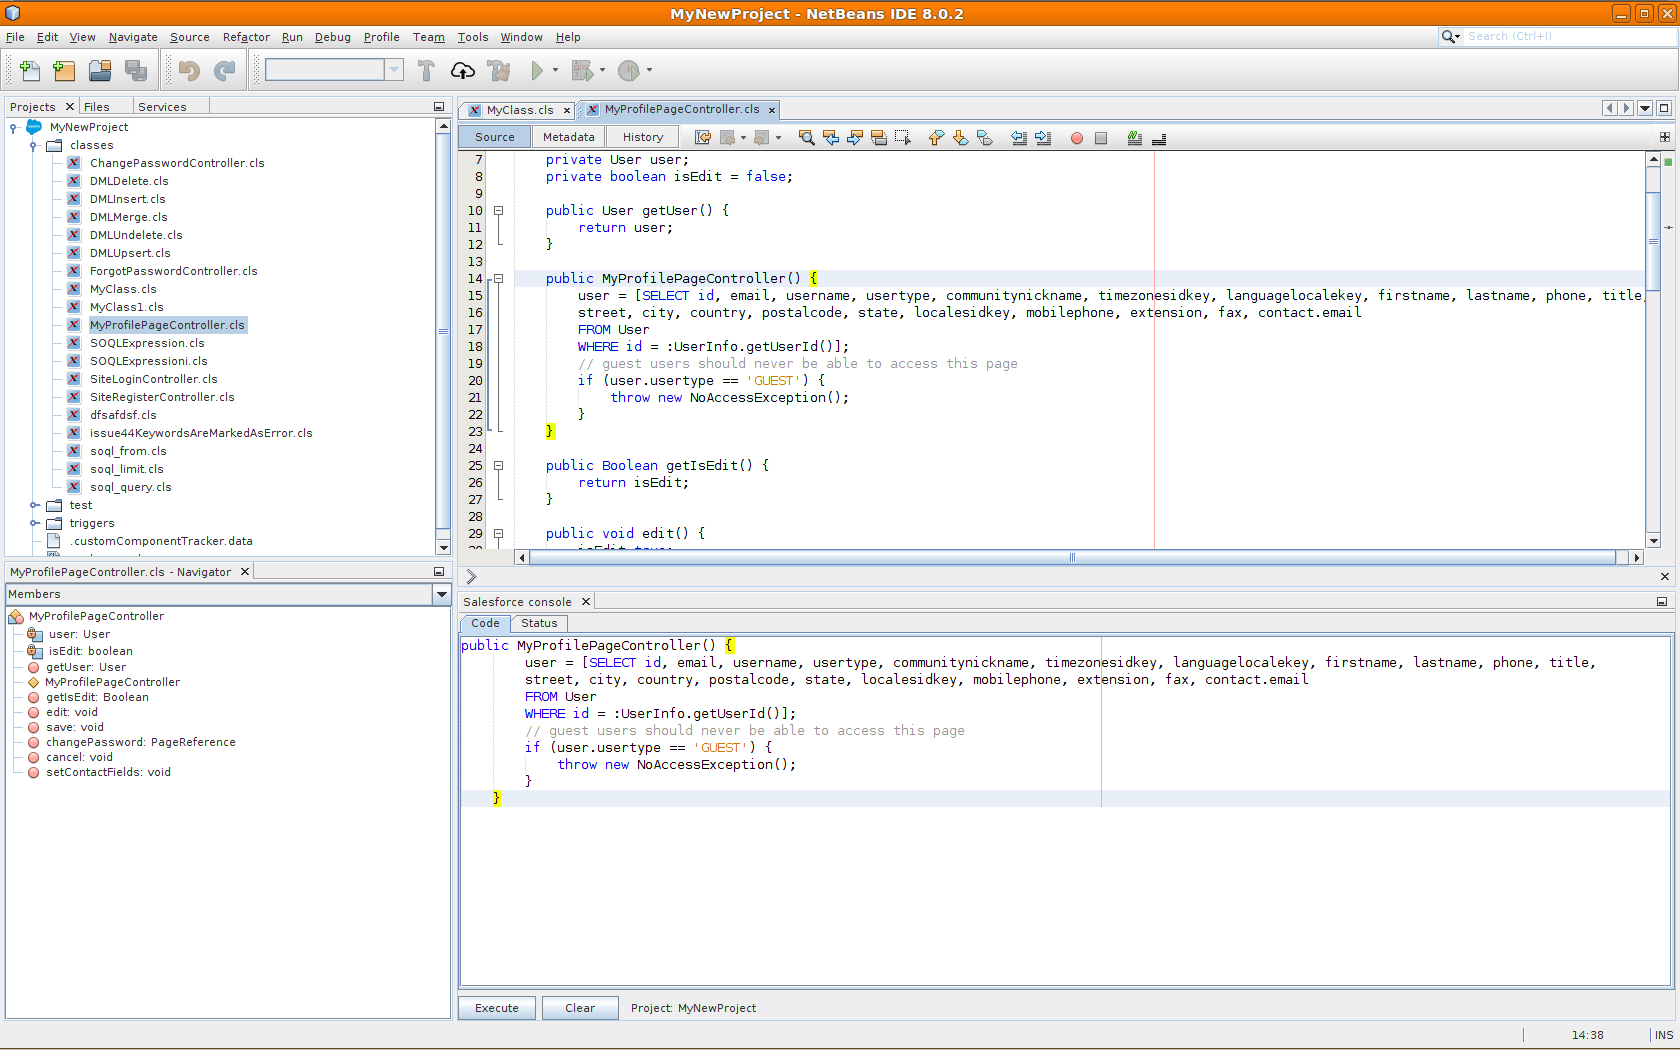 MyNewProject - NetBeans IDE 8.0.2
File Edit View Navigate Source Refactor Run Debug Profile Team Tools Window Help
Search (Ctrl+I)
Projects Files Services
MyNewProject
classes
ChangePasswordController.cls
DMLDelete.cls
DMLInsert.cls
DMLMerge.cls
DMLUndelete.cls
DMLUpsert.cls
ForgotPasswordController.cls
MyClass.cls
MyClass1.cls
MyProfilePageController.cls
SOQLExpression.cls
SOQLExpressioni.cls
SiteLoginController.cls
SiteRegisterController.cls
dfsafdsf.cls
issue44KeywordsAreMarkedAsError.cls
soql_from.cls
soql_limit.cls
soql_query.cls
test
triggers
.customComponentTracker.data
MyProfilePageController.cls - Navigator
Members
MyProfilePageController
user: User
isEdit: boolean
getUser: User
MyProfilePageController
getIsEdit: Boolean
edit: void
save: void
changePassword: PageReference
cancel: void
setContactFields: void
MyClass.cls MyProfilePageController.cls
Source Metadata History
7 private User user;
8 private boolean isEdit = false;
9
10 public User getUser() {
11 return user;
12 }
13
14 public MyProfilePageController() {
15 user = [SELECT id, email, username, usertype, communitynickname, timezonesidkey, languagelocalekey, firstname, lastname, phone, title,
16 street, city, country, postalcode, state, localesidkey, mobilephone, extension, fax, contact.email
17 FROM User
18 WHERE id = :UserInfo.getUserId()];
19 // guest users should never be able to access this page
20 if (user.usertype == 'GUEST') {
21 throw new NoAccessException();
22 }
23 }
24
25 public Boolean getIsEdit() {
26 return isEdit;
27 }
28
29 public void edit() {
Salesforce console
Code Status
public MyProfilePageController() {
user = [SELECT id, email, username, usertype, communitynickname, timezonesidkey, languagelocalekey, firstname, lastname, phone, title,
street, city, country, postalcode, state, localesidkey, mobilephone, extension, fax, contact.email
FROM User
WHERE id = :UserInfo.getUserId()];
// guest users should never be able to access this page
if (user.usertype == 'GUEST') {
throw new NoAccessException();
}
}
Execute Clear Project: MyNewProject
14:38 INS